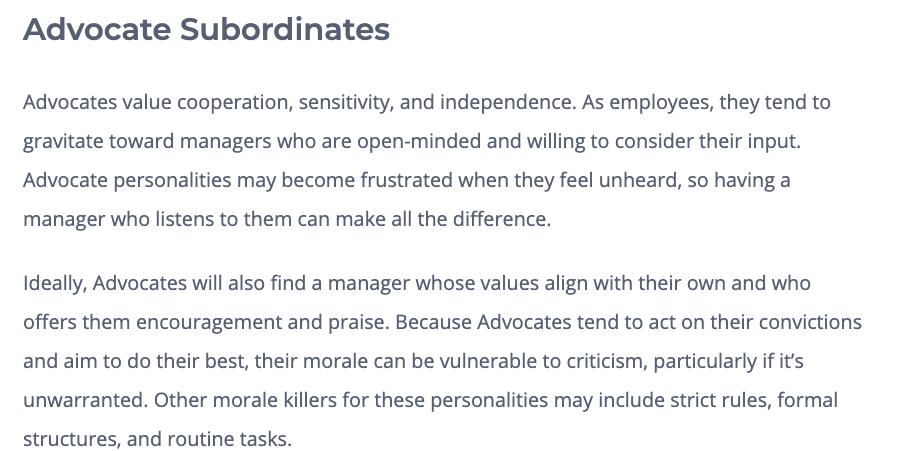 Advocate Subordinates
Advocates value cooperation, sensitivity, and independence. As employees, they tend to
gravitate toward managers who are open-minded and willing to consider their input.
Advocate personalities may become frustrated when they feel unheard, so having a
manager who listens to them can make all the difference.
Ideally, Advocates will also find a manager whose values align with their own and who
offers them encouragement and praise. Because Advocates tend to act on their convictions
and aim to do their best, their morale can be vulnerable to criticism, particularly if it’s
unwarranted. Other morale killers for these personalities may include strict rules, formal
structures, and routine tasks.